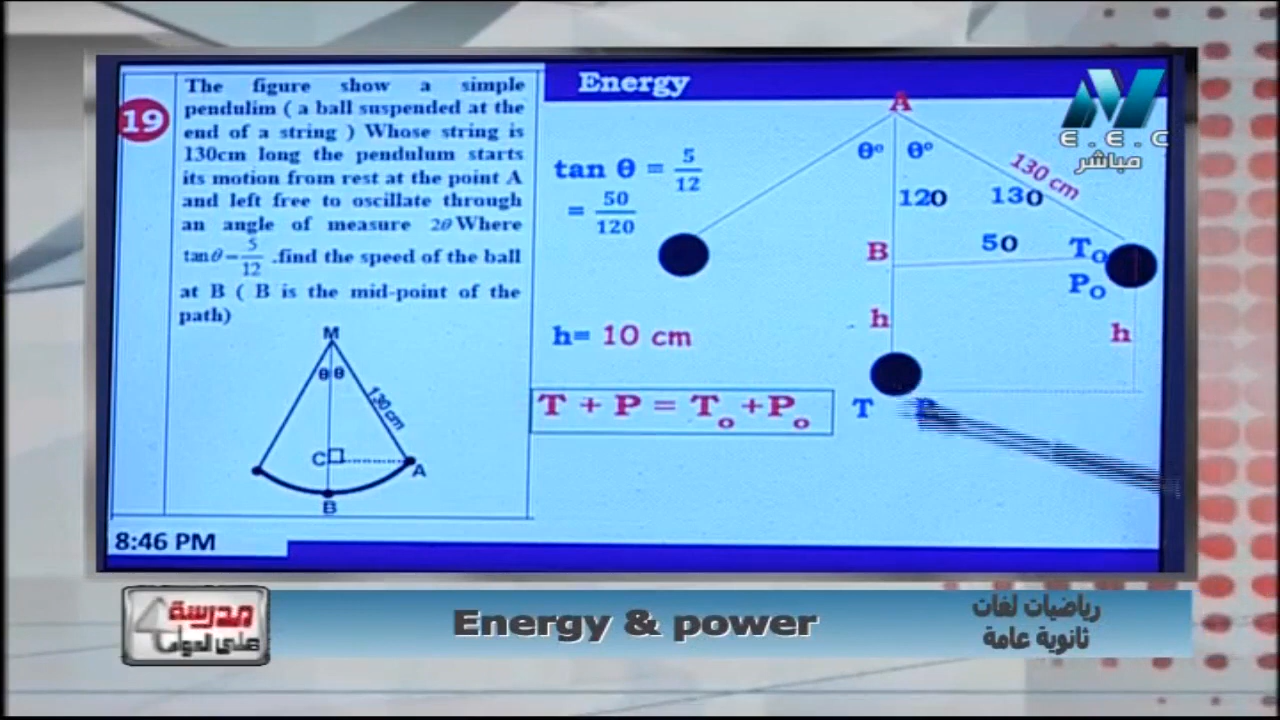 19
The figure show a simple
pendulim ( a ball suspended at the
end of a string ) Whose string is
130cm long the pendulum starts
its motion from rest at the point A
and left free to oscillate through
an angle of measure 2θ Where
tanθ = 5/12 .find the speed of the ball
at B ( B is the mid-point of the
path)
M
θ θ
130 cm
C
A
B
8:46 PM
Energy
tan θ = 5/12
= 50/120
h= 10 cm
T + P = T₀ + P₀
A
θ° θ°
130 cm
120 130
B 50 T₀
P₀
h h
T P
E.E.C
مباشر
مدرسة
على الهواء
Energy & power
رياضيات لغات
ثانوية عامة